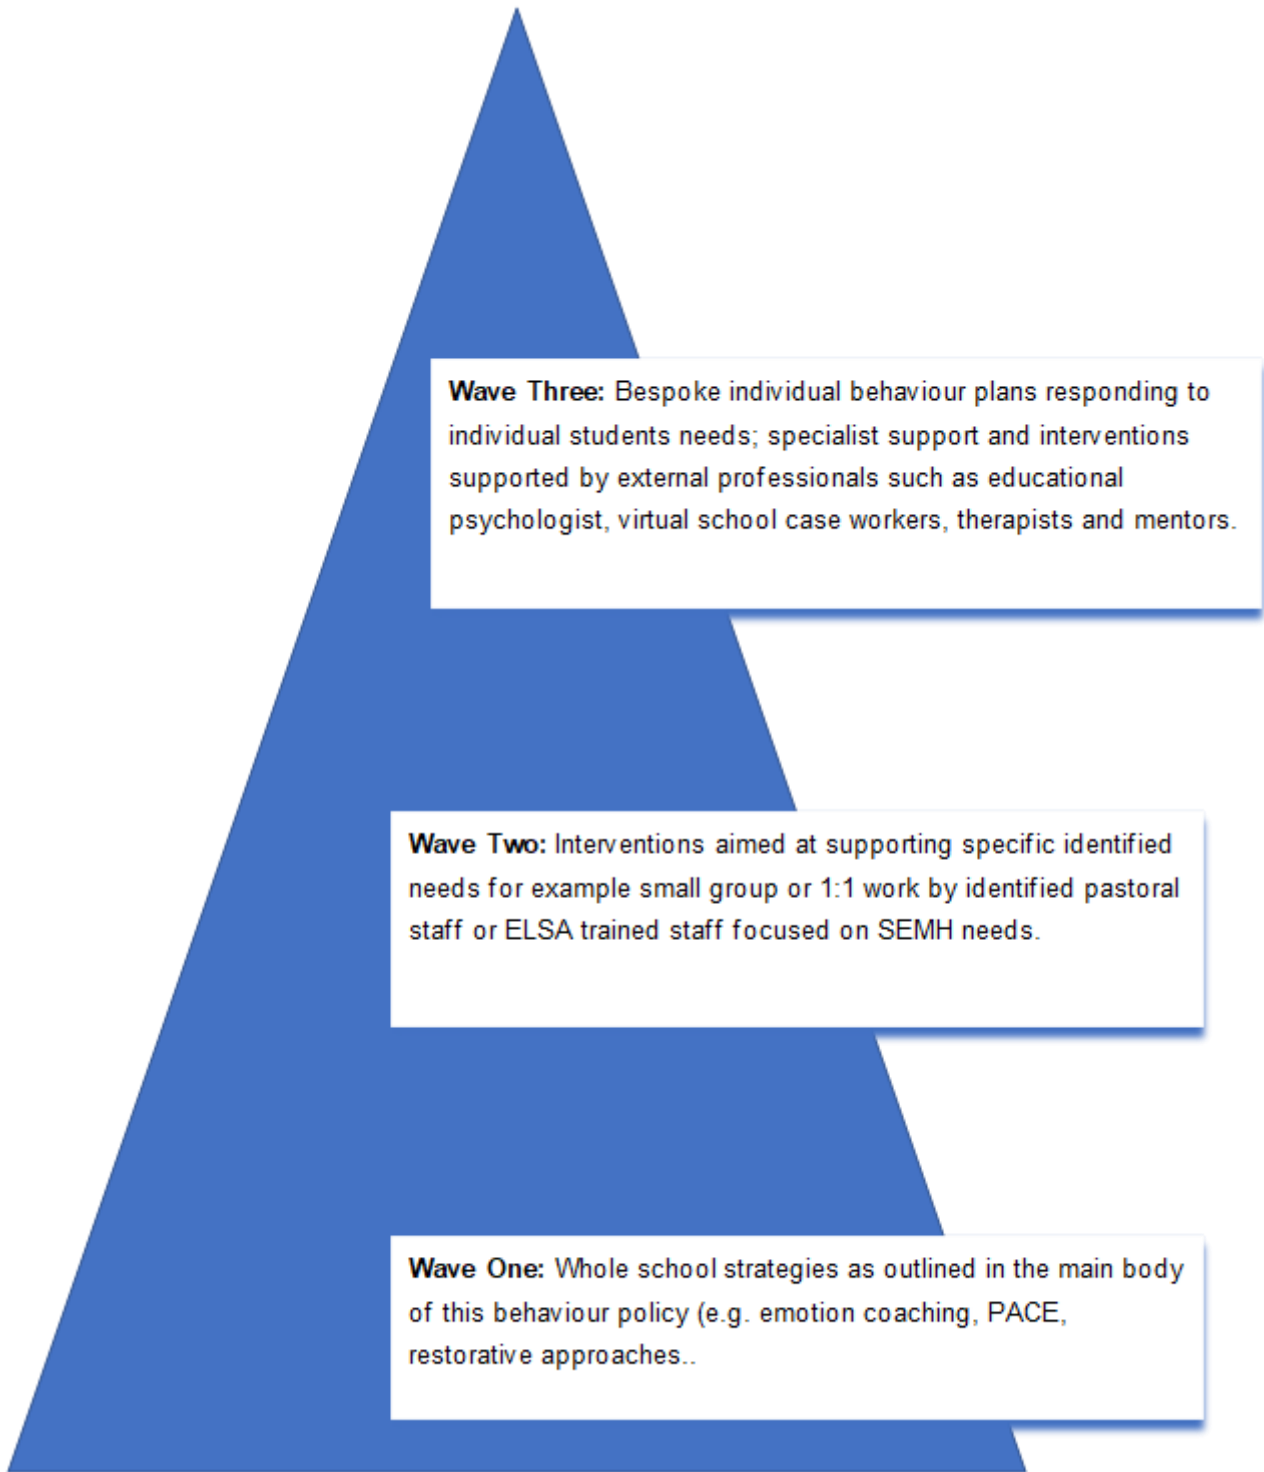 Wave Three: Bespoke individual behaviour plans responding to
individual students needs; specialist support and interventions
supported by external professionals such as educational
psychologist, virtual school case workers, therapists and mentors.
Wave Two: Interventions aimed at supporting specific identified
needs for example small group or 1:1 work by identified pastoral
staff or ELSA trained staff focused on SEMH needs.
Wave One: Whole school strategies as outlined in the main body
of this behaviour policy (e.g. emotion coaching, PACE,
restorative approaches..